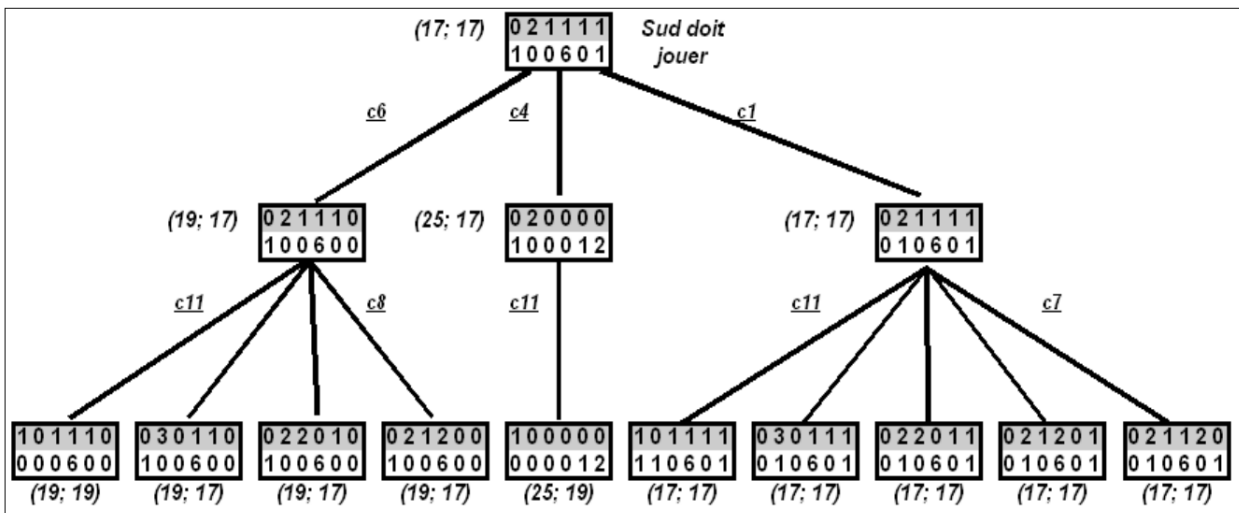 (17; 17) 0 2 1 1 1 1 Sud doit
1 0 0 6 0 1 jouer
c6 c4 c1
(19; 17) 0 2 1 1 1 0 (25; 17) 0 2 0 0 0 0 (17; 17) 0 2 1 1 1 1
1 0 0 6 0 0 1 0 0 0 1 2 0 1 0 6 0 1
c11 c8 c11 c11 c7
1 0 1 1 1 0 0 3 0 1 1 0 0 2 2 0 1 0 0 2 1 2 0 0 1 0 0 0 0 0 1 0 1 1 1 1 0 3 0 1 1 1 0 2 2 0 1 1 0 2 1 2 0 1 0 2 1 1 2 0
0 0 0 6 0 0 1 0 0 6 0 0 1 0 0 6 0 0 1 0 0 6 0 0 0 0 0 0 1 2 1 1 0 6 0 1 0 1 0 6 0 1 0 1 0 6 0 1 0 1 0 6 0 1 0 1 0 6 0 1
(19; 19) (19; 17) (19; 17) (19; 17) (25; 19) (17; 17) (17; 17) (17; 17) (17; 17) (17; 17)